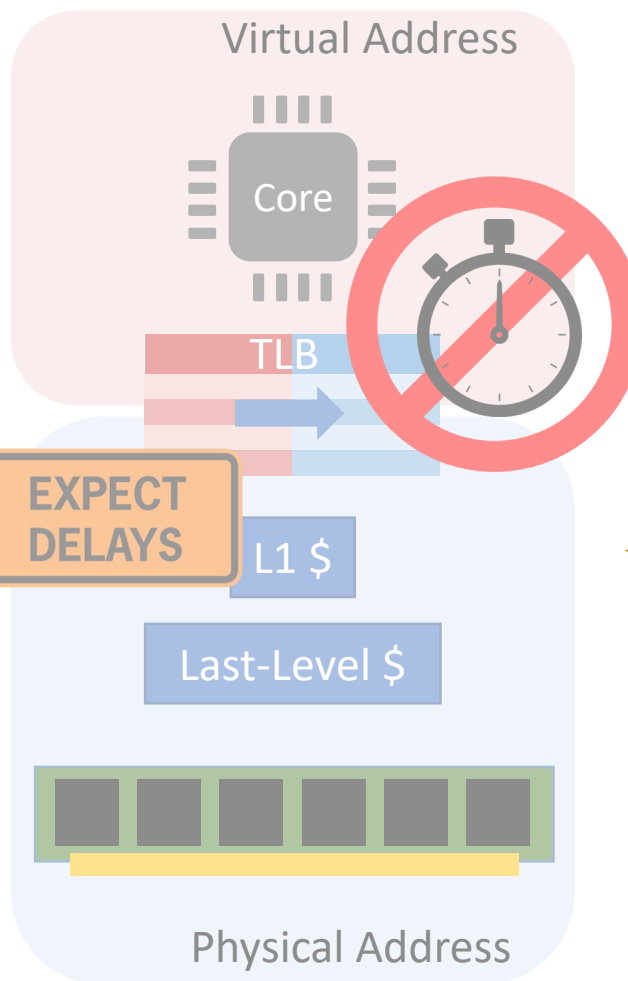 Virtual Address
Core
TLB
EXPECT
DELAYS
L1 $
Last-Level $
Physical Address